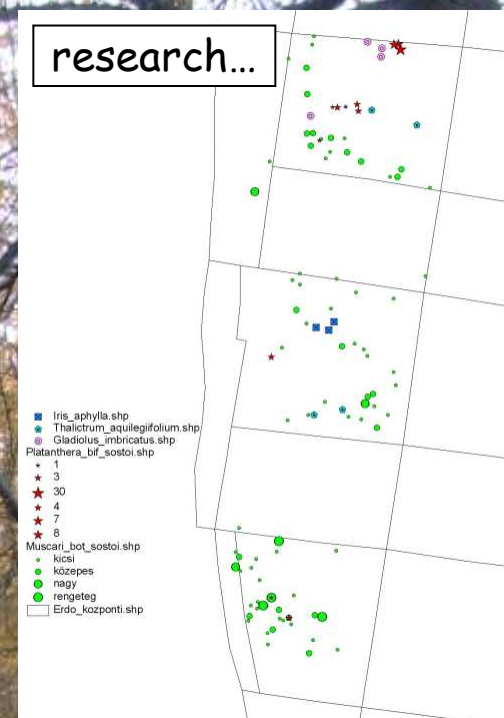 research...
Iris_aphylla.shp
Thalictrum_aquilegiifolium.shp
Gladiolus_imbricatus.shp
Platanthera_bif_sostoi.shp
1
3
30
4
7
8
Muscari_bot_sostoi.shp
kicsi
közepes
nagy
rengeteg
Erdo_kozponti.shp